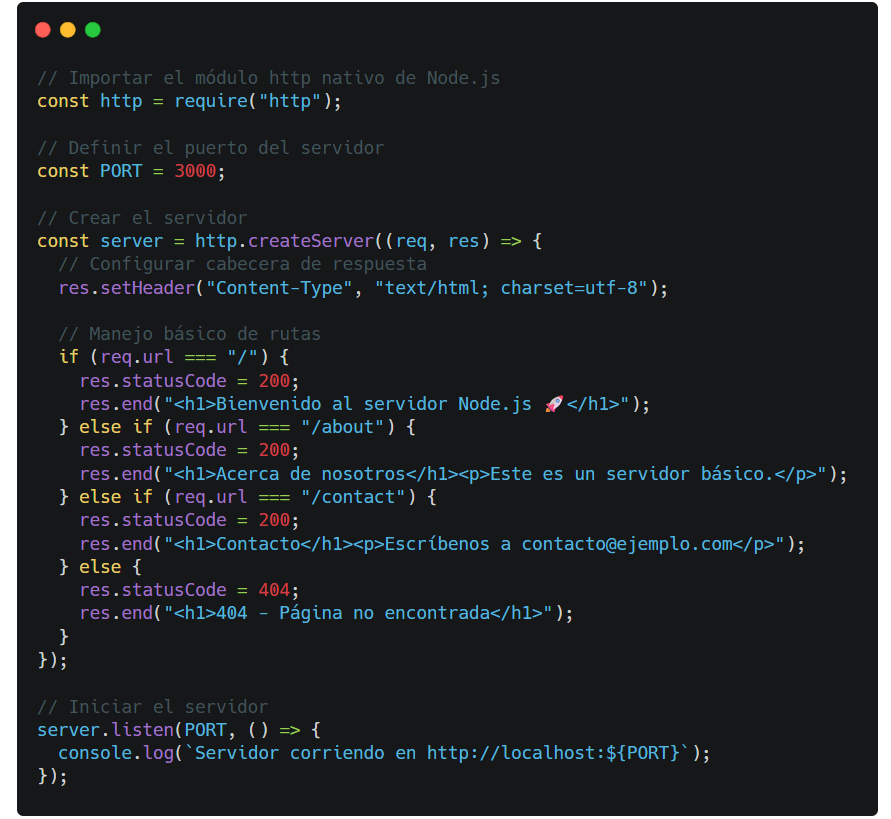 // Importar el módulo http nativo de Node.js
const http = require("http");

// Definir el puerto del servidor
const PORT = 3000;

// Crear el servidor
const server = http.createServer((req, res) => {
  // Configurar cabecera de respuesta
  res.setHeader("Content-Type", "text/html; charset=utf-8");

  // Manejo básico de rutas
  if (req.url === "/") {
    res.statusCode = 200;
    res.end("<h1>Bienvenido al servidor Node.js 🚀</h1>");
  } else if (req.url === "/about") {
    res.statusCode = 200;
    res.end("<h1>Acerca de nosotros</h1><p>Este es un servidor básico.</p>");
  } else if (req.url === "/contact") {
    res.statusCode = 200;
    res.end("<h1>Contacto</h1><p>Escríbenos a contacto@ejemplo.com</p>");
  } else {
    res.statusCode = 404;
    res.end("<h1>404 - Página no encontrada</h1>");
  }
});

// Iniciar el servidor
server.listen(PORT, () => {
  console.log(`Servidor corriendo en http://localhost:${PORT}`);
});